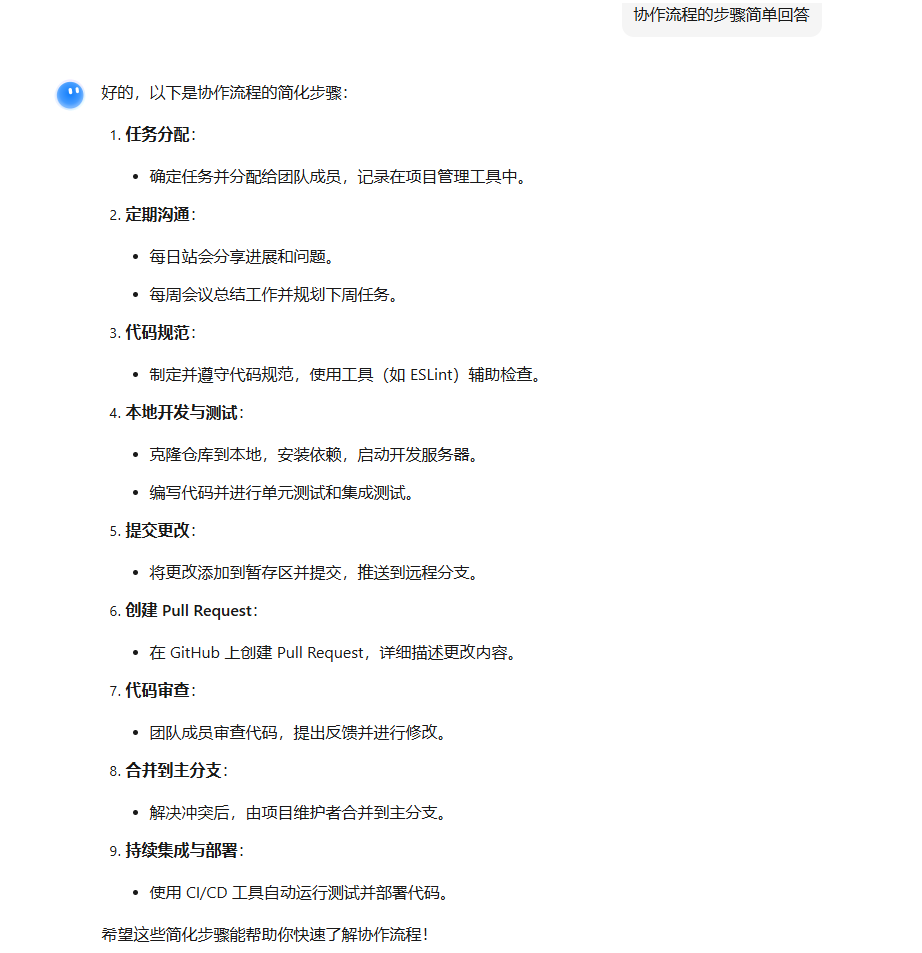 协作流程的步骤简单回答
好的，以下是协作流程的简化步骤：
1. 任务分配：
• 确定任务并分配给团队成员，记录在项目管理工具中。
2. 定期沟通：
• 每日站会分享进展和问题。
• 每周会议总结工作并规划下周任务。
3. 代码规范：
• 制定并遵守代码规范，使用工具（如 ESLint）辅助检查。
4. 本地开发与测试：
• 克隆仓库到本地，安装依赖，启动开发服务器。
• 编写代码并进行单元测试和集成测试。
5. 提交更改：
• 将更改添加到暂存区并提交，推送到远程分支。
6. 创建 Pull Request：
• 在 GitHub 上创建 Pull Request，详细描述更改内容。
7. 代码审查：
• 团队成员审查代码，提出反馈并进行修改。
8. 合并到主分支：
• 解决冲突后，由项目维护者合并到主分支。
9. 持续集成与部署：
• 使用 CI/CD 工具自动运行测试并部署代码。
希望这些简化步骤能帮助你快速了解协作流程！